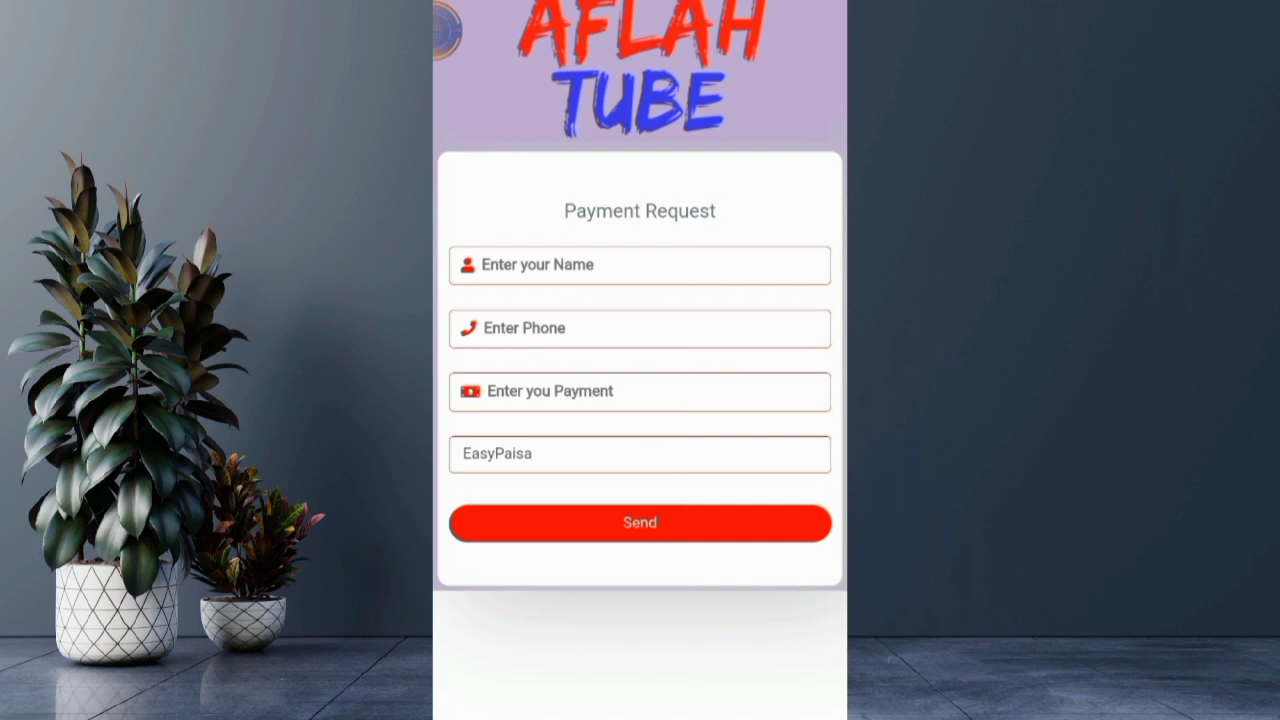 AFLAH
TUBE
Payment Request
Enter your Name
Enter Phone
Enter you Payment
EasyPaisa
Send